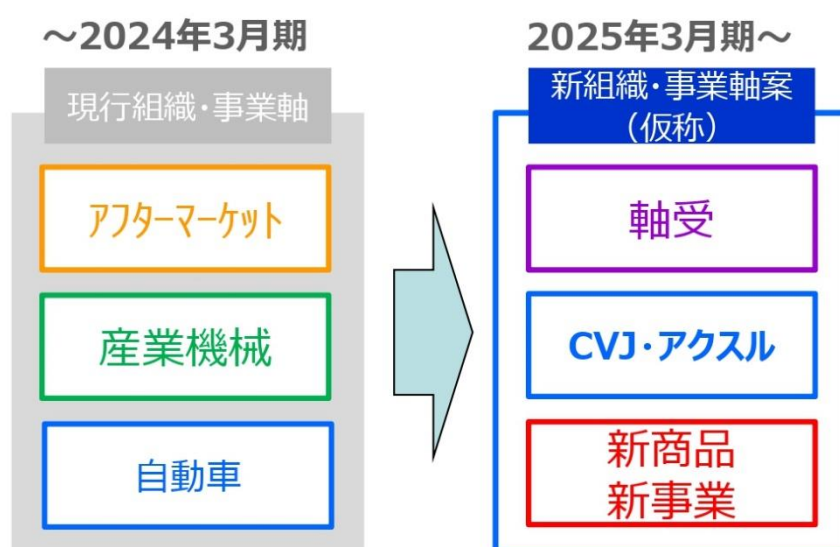 ～2024年3月期
現行組織・事業軸
アフターマーケット
産業機械
自動車
2025年3月期～
新組織・事業軸案
（仮称）
軸受
CVJ・アクスル
新商品
新事業